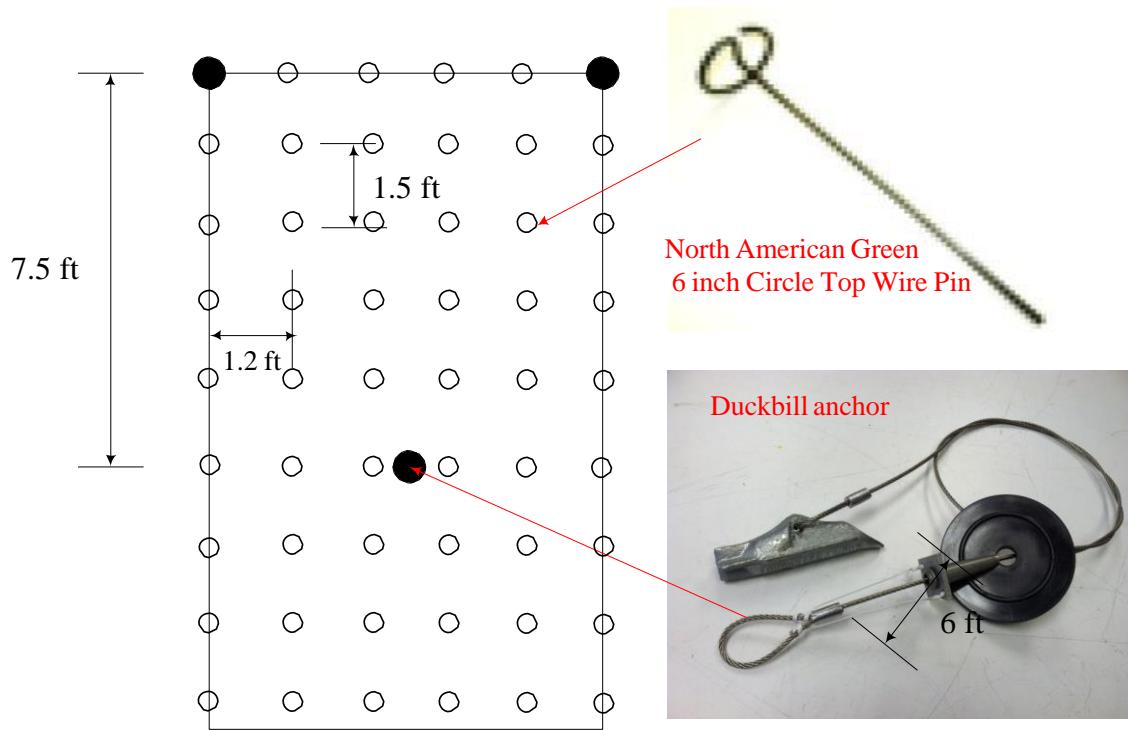 7.5 ft
1.5 ft
1.2 ft
North American Green
6 inch Circle Top Wire Pin
Duckbill anchor
6 ft